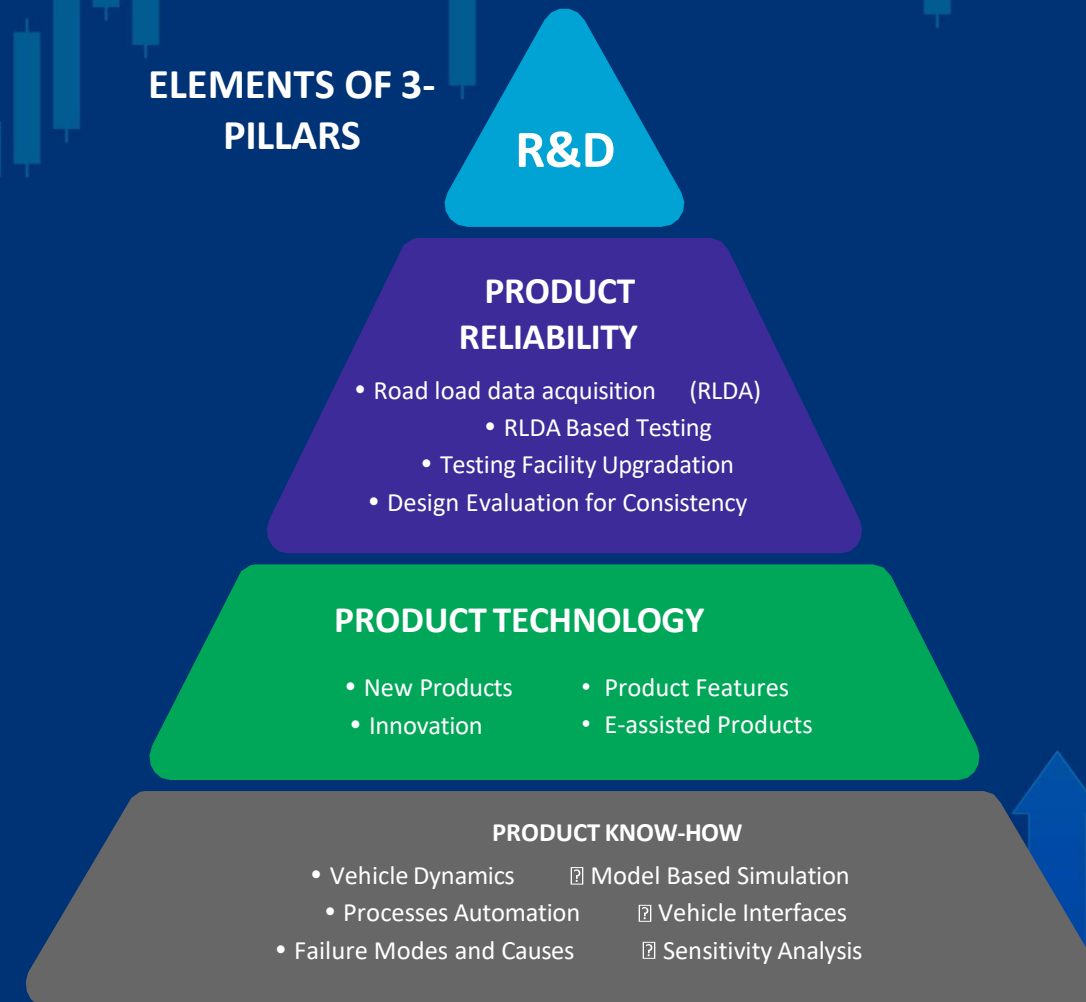 ELEMENTS OF 3-
PILLARS
R&D
PRODUCT
RELIABILITY
• Road load data acquisition (RLDA)
• RLDA Based Testing
• Testing Facility Upgradation
• Design Evaluation for Consistency
PRODUCT TECHNOLOGY
• New Products • Product Features
• Innovation • E-assisted Products
PRODUCT KNOW-HOW
• Vehicle Dynamics ⍰ Model Based Simulation
• Processes Automation ⍰ Vehicle Interfaces
• Failure Modes and Causes ⍰ Sensitivity Analysis